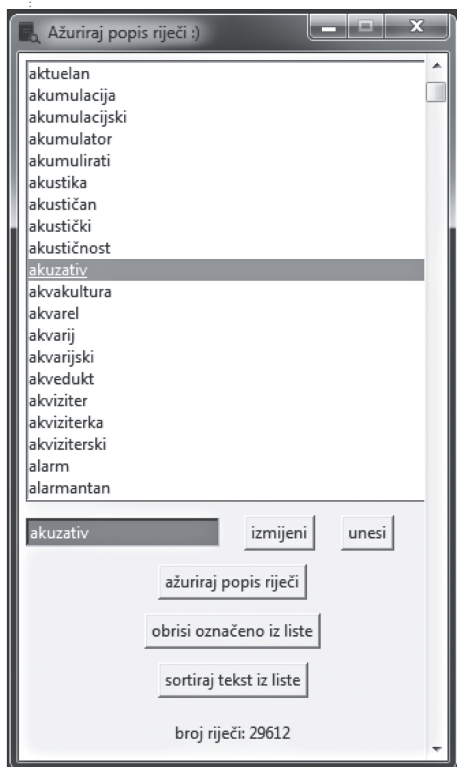 Ažuriraj popis riječi :)
aktuelan
akumulacija
akumulacijski
akumulator
akumulirati
akustika
akustičan
akustički
akustičnost
akuzativ
akvakultura
akvarel
akvarij
akvarijski
akvedukt
akviziter
akviziterka
akviziterski
alarm
alarmantan
akuzativ izmijeni unesi
ažuriraj popis riječi
obrisi označeno iz liste
sortiraj tekst iz liste
broj riječi: 29612